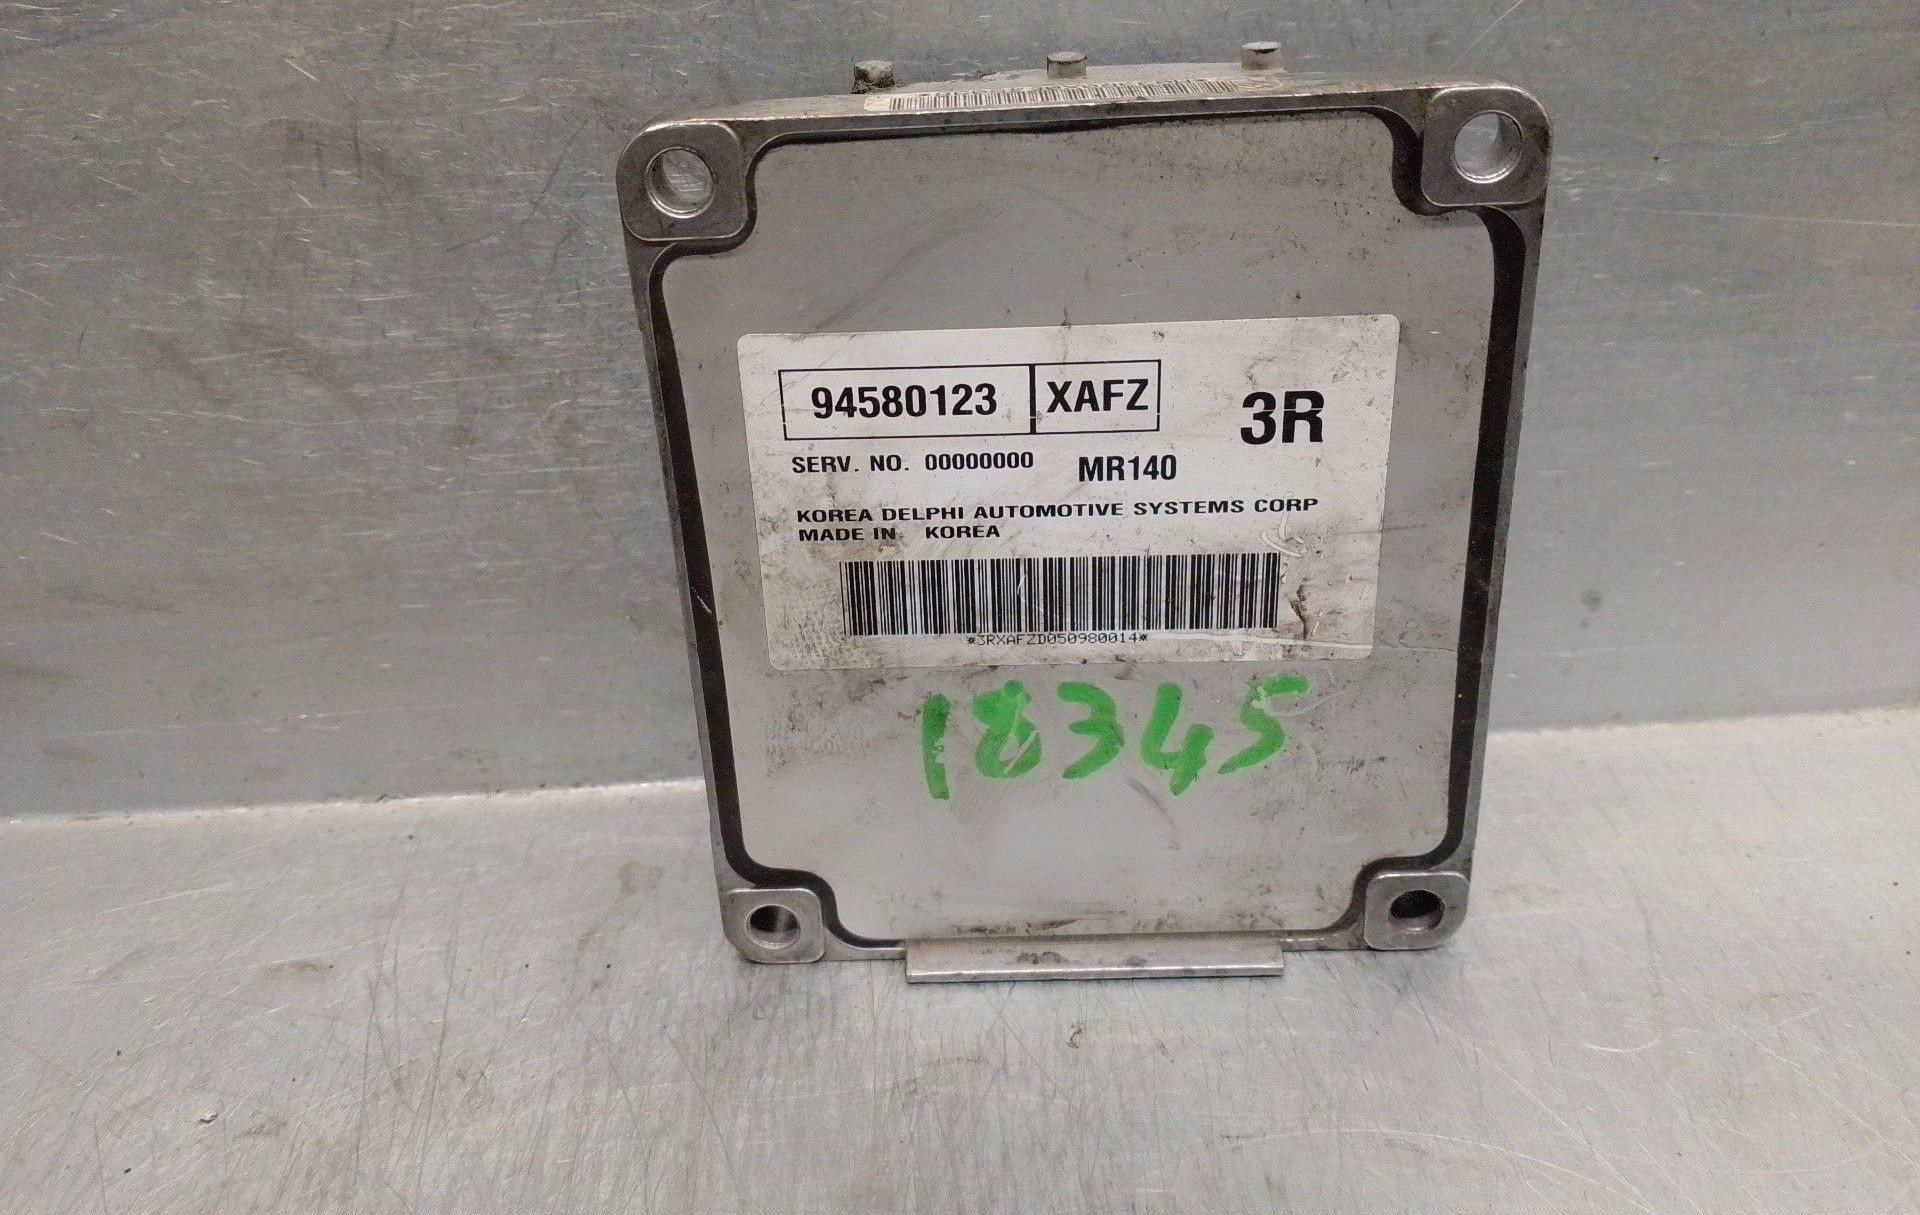 94580123 XAFZ 3R
SERV. NO. 00000000 MR140
KOREA DELPHI AUTOMOTIVE SYSTEMS CORP
MADE IN KOREA
*3RXAFZD050980014*
18345